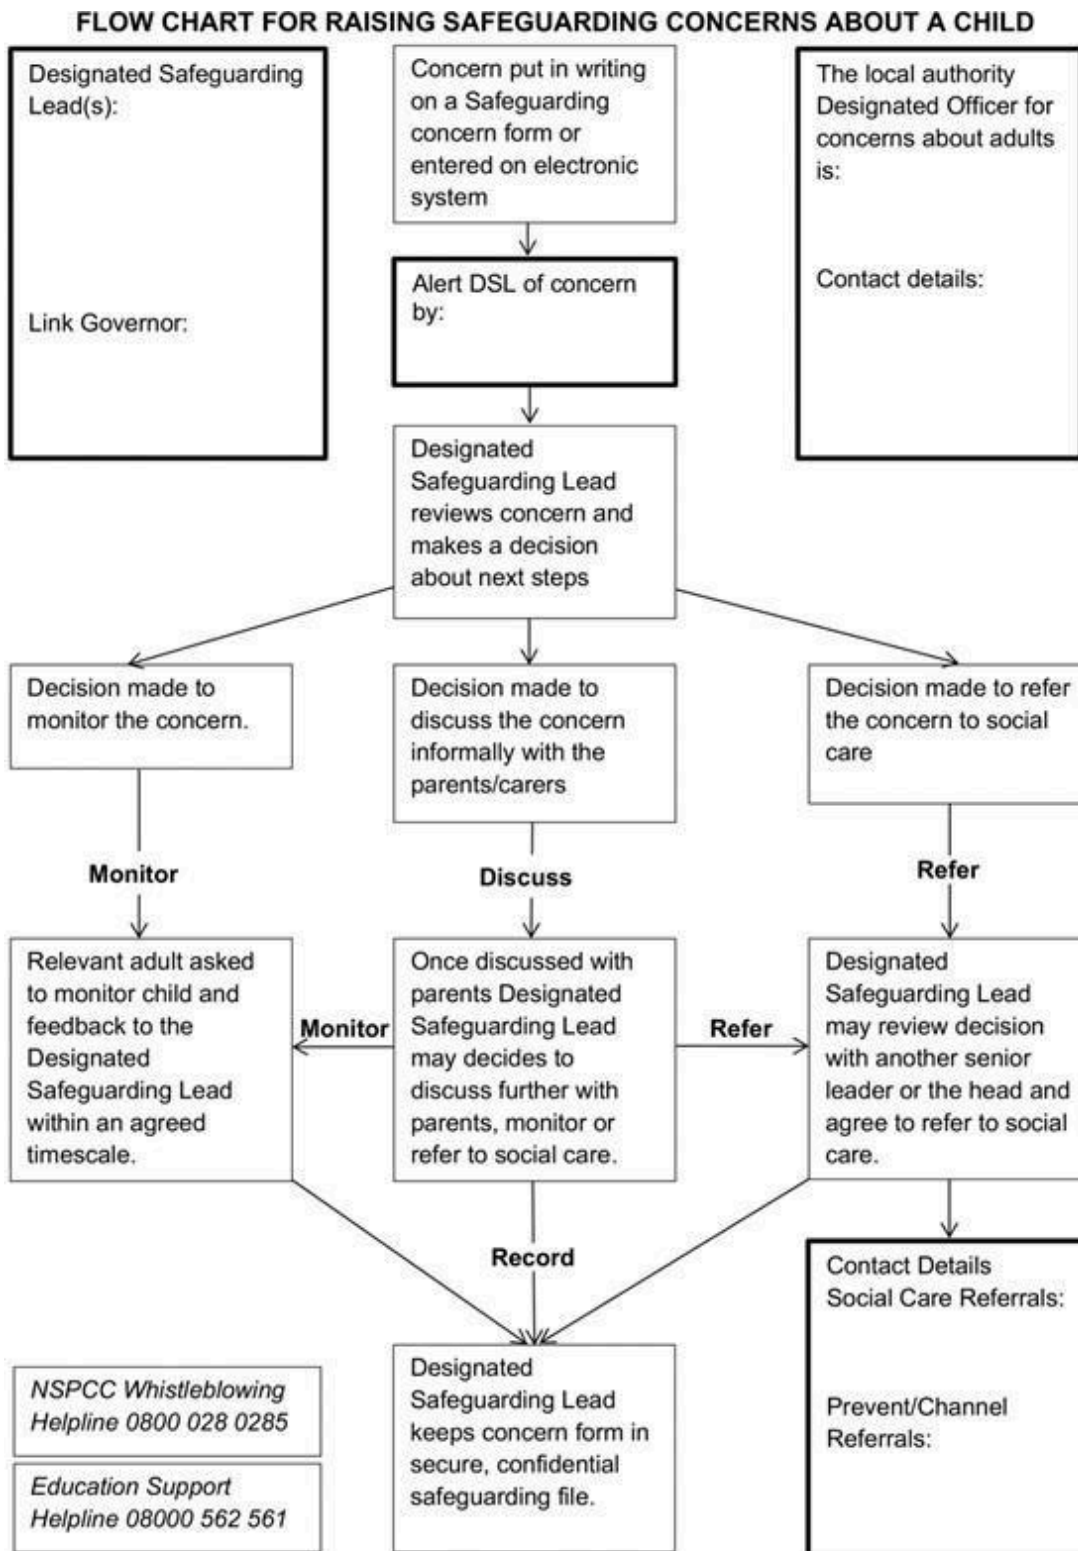 FLOW CHART FOR RAISING SAFEGUARDING CONCERNS ABOUT A CHILD
Designated Safeguarding
Lead(s):
Link Governor:
Concern put in writing
on a Safeguarding
concern form or
entered on electronic
system
The local authority
Designated Officer for
concerns about adults
is:
Contact details:
Alert DSL of concern
by:
Designated
Safeguarding Lead
reviews concern and
makes a decision
about next steps
Decision made to
monitor the concern.
Decision made to
discuss the concern
informally with the
parents/carers
Decision made to refer
the concern to social
care
Monitor
Discuss
Refer
Relevant adult asked
to monitor child and
feedback to the
Designated
Safeguarding Lead
within an agreed
timescale.
Monitor
Once discussed with
parents Designated
Safeguarding Lead
may decides to
discuss further with
parents, monitor or
refer to social care.
Refer
Designated
Safeguarding Lead
may review decision
with another senior
leader or the head and
agree to refer to social
care.
Record
Contact Details
Social Care Referrals:
Prevent/Channel
Referrals:
Designated
Safeguarding Lead
keeps concern form in
secure, confidential
safeguarding file.
NSPCC Whistleblowing
Helpline 0800 028 0285
Education Support
Helpline 08000 562 561